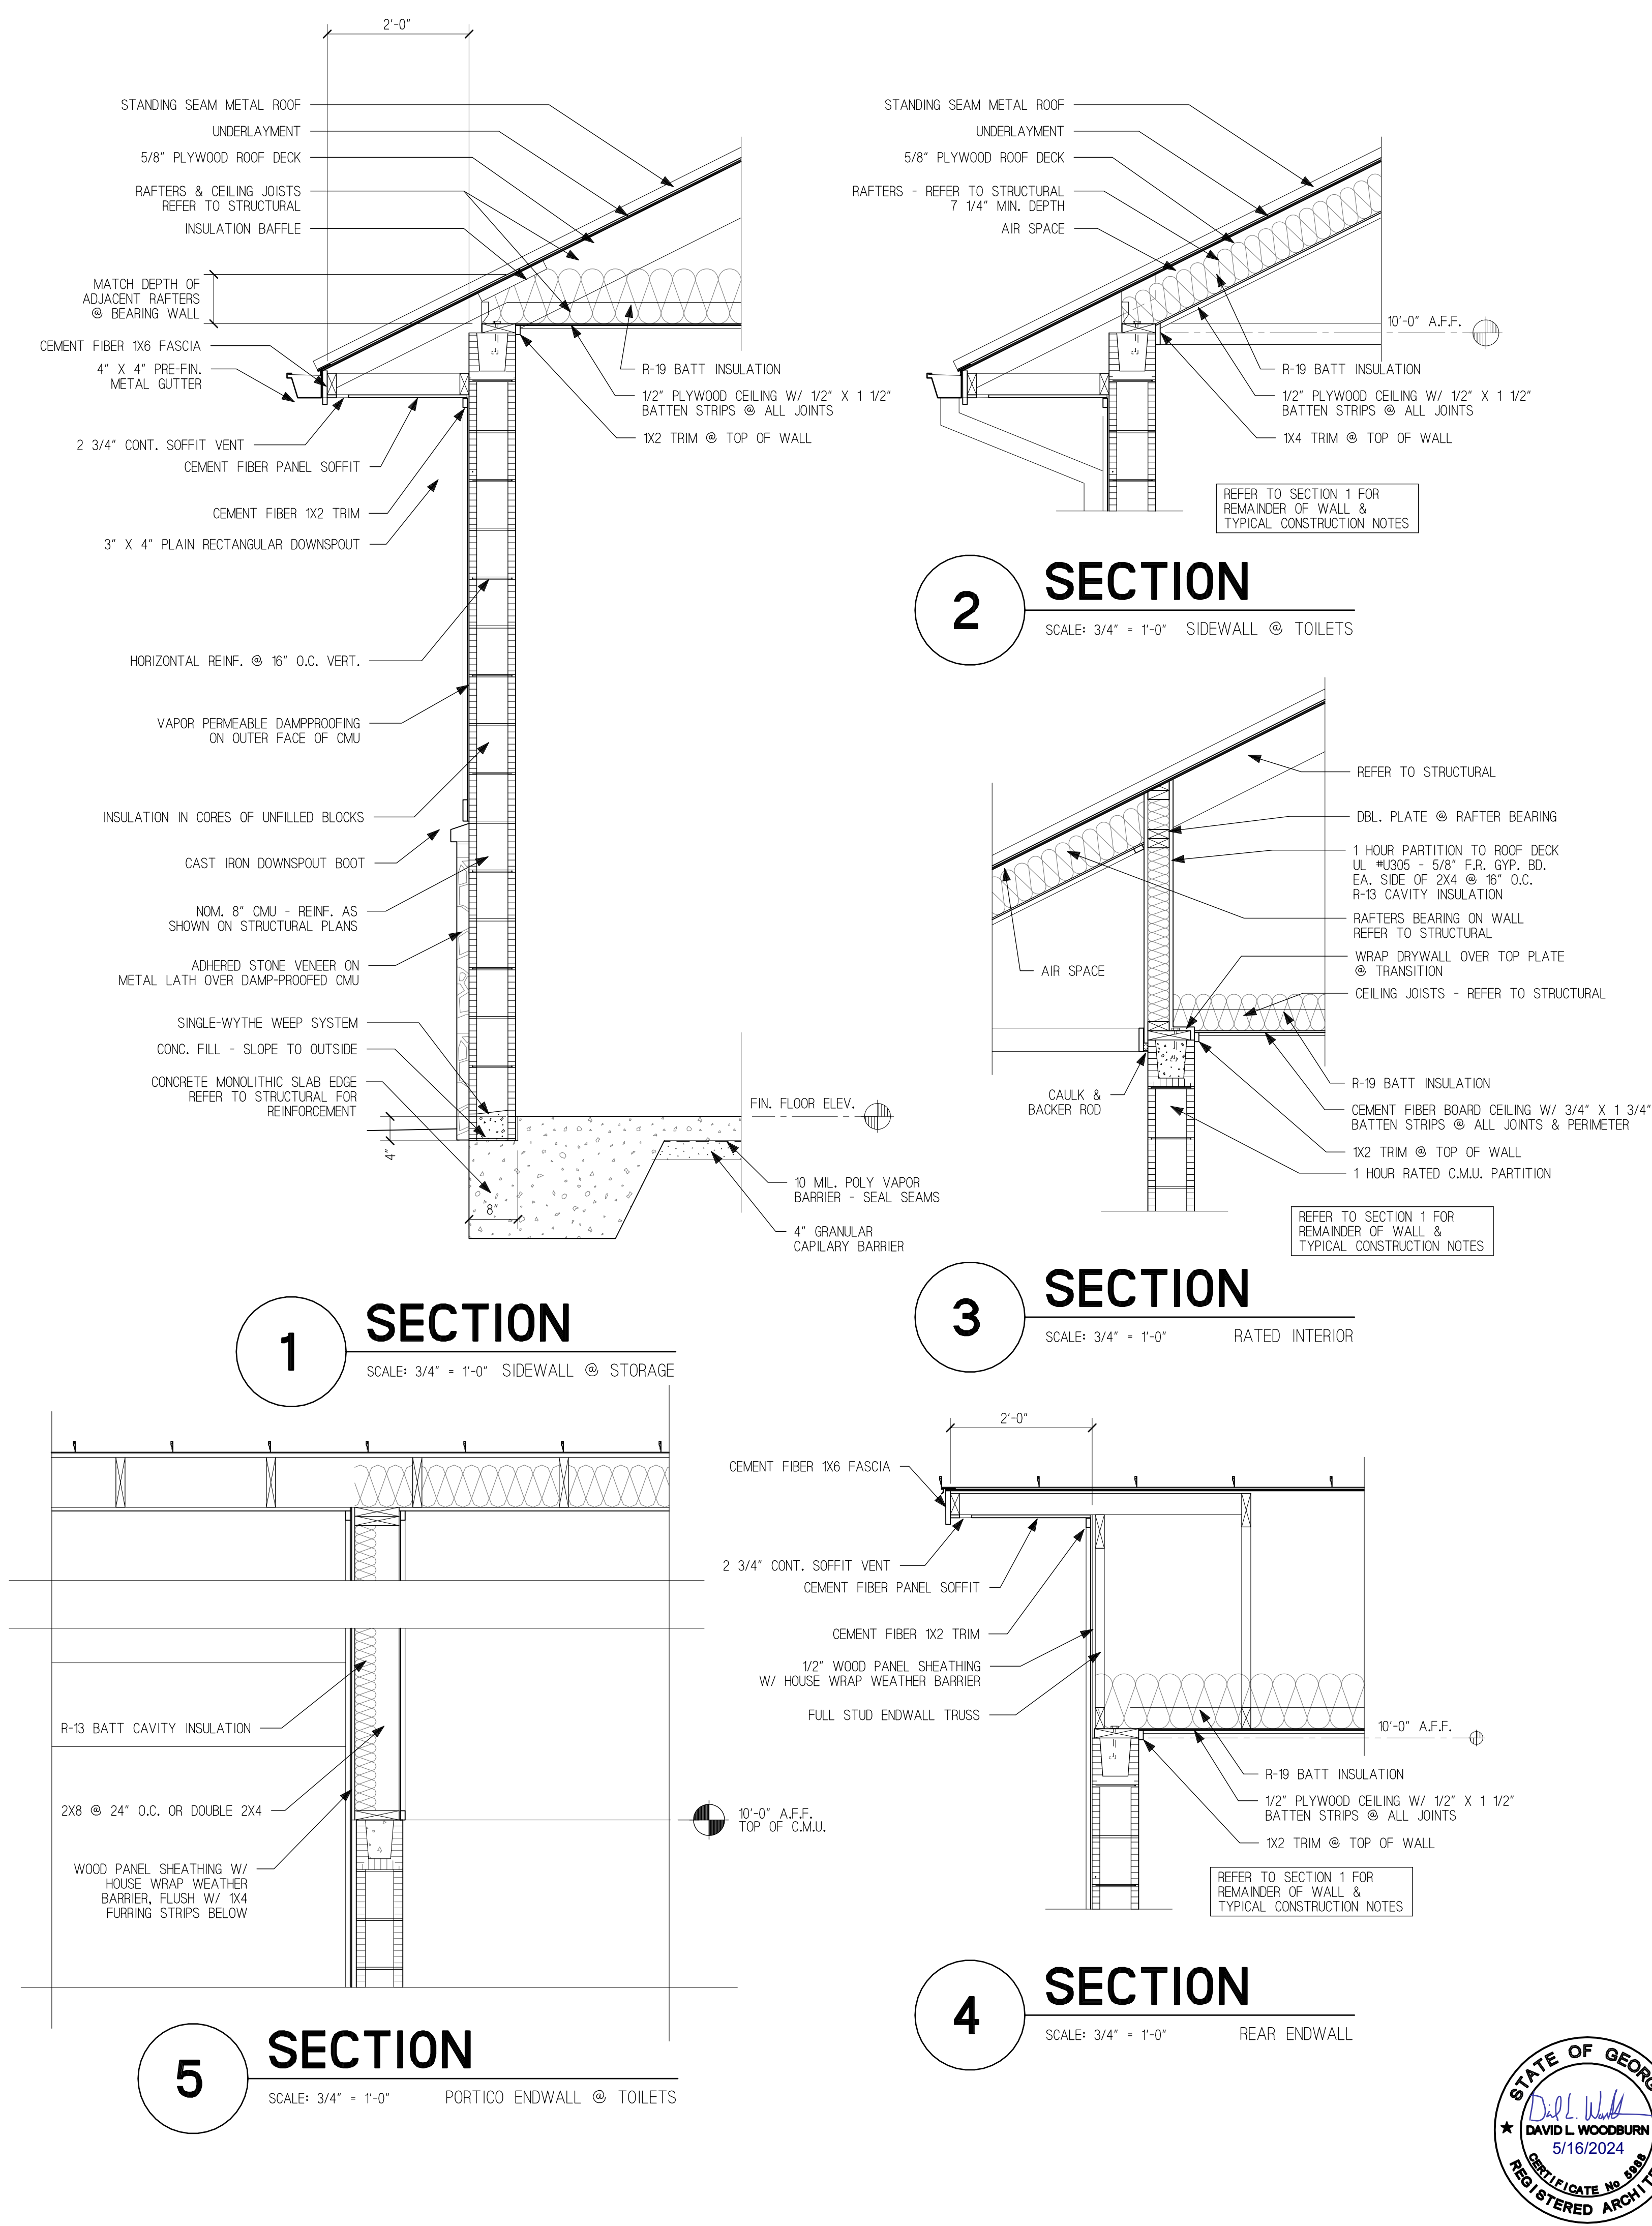 2'-0"
STANDING SEAM METAL ROOF
UNDERLAYMENT
5/8" PLYWOOD ROOF DECK
RAFTERS & CEILING JOISTS
REFER TO STRUCTURAL
INSULATION BAFFLE
MATCH DEPTH OF
ADJACENT RAFTERS
@ BEARING WALL
CEMENT FIBER 1X6 FASCIA
4" X 4" PRE-FIN.
METAL GUTTER
2 3/4" CONT. SOFFIT VENT
CEMENT FIBER PANEL SOFFIT
CEMENT FIBER 1X2 TRIM
3" X 4" PLAIN RECTANGULAR DOWNSPOUT
HORIZONTAL REINF. @ 16" O.C. VERT.
VAPOR PERMEABLE DAMPPROOFING
ON OUTER FACE OF CMU
INSULATION IN CORES OF UNFILLED BLOCKS
CAST IRON DOWNSPOUT BOOT
NOM. 8" CMU - REINF. AS
SHOWN ON STRUCTURAL PLANS
ADHERED STONE VENEER ON
METAL LATH OVER DAMP-PROOFED CMU
SINGLE-WYTHE WEEP SYSTEM
CONC. FILL - SLOPE TO OUTSIDE
CONCRETE MONOLITHIC SLAB EDGE
REFER TO STRUCTURAL FOR
REINFORCEMENT
4"
8"
R-19 BATT INSULATION
1/2" PLYWOOD CEILING W/ 1/2" X 1 1/2"
BATTEN STRIPS @ ALL JOINTS
1X2 TRIM @ TOP OF WALL
FIN. FLOOR ELEV.
10 MIL. POLY VAPOR
BARRIER - SEAL SEAMS
4" GRANULAR
CAPILARY BARRIER
1
SECTION
SCALE: 3/4" = 1'-0" SIDEWALL @ STORAGE
STANDING SEAM METAL ROOF
UNDERLAYMENT
5/8" PLYWOOD ROOF DECK
RAFTERS - REFER TO STRUCTURAL
7 1/4" MIN. DEPTH
AIR SPACE
10'-0" A.F.F.
R-19 BATT INSULATION
1/2" PLYWOOD CEILING W/ 1/2" X 1 1/2"
BATTEN STRIPS @ ALL JOINTS
1X4 TRIM @ TOP OF WALL
REFER TO SECTION 1 FOR
REMAINDER OF WALL &
TYPICAL CONSTRUCTION NOTES
2
SECTION
SCALE: 3/4" = 1'-0" SIDEWALL @ TOILETS
REFER TO STRUCTURAL
DBL. PLATE @ RAFTER BEARING
1 HOUR PARTITION TO ROOF DECK
UL #U305 - 5/8" F.R. GYP. BD.
EA. SIDE OF 2X4 @ 16" O.C.
R-13 CAVITY INSULATION
RAFTERS BEARING ON WALL
REFER TO STRUCTURAL
WRAP DRYWALL OVER TOP PLATE
@ TRANSITION
AIR SPACE
CEILING JOISTS - REFER TO STRUCTURAL
CAULK &
BACKER ROD
R-19 BATT INSULATION
CEMENT FIBER BOARD CEILING W/ 3/4" X 1 3/4"
BATTEN STRIPS @ ALL JOINTS & PERIMETER
1X2 TRIM @ TOP OF WALL
1 HOUR RATED C.M.U. PARTITION
REFER TO SECTION 1 FOR
REMAINDER OF WALL &
TYPICAL CONSTRUCTION NOTES
3
SECTION
SCALE: 3/4" = 1'-0" RATED INTERIOR
2'-0"
CEMENT FIBER 1X6 FASCIA
2 3/4" CONT. SOFFIT VENT
CEMENT FIBER PANEL SOFFIT
CEMENT FIBER 1X2 TRIM
1/2" WOOD PANEL SHEATHING
W/ HOUSE WRAP WEATHER BARRIER
FULL STUD ENDWALL TRUSS
10'-0" A.F.F.
R-19 BATT INSULATION
1/2" PLYWOOD CEILING W/ 1/2" X 1 1/2"
BATTEN STRIPS @ ALL JOINTS
1X2 TRIM @ TOP OF WALL
REFER TO SECTION 1 FOR
REMAINDER OF WALL &
TYPICAL CONSTRUCTION NOTES
4
SECTION
SCALE: 3/4" = 1'-0" REAR ENDWALL
R-13 BATT CAVITY INSULATION
2X8 @ 24" O.C. OR DOUBLE 2X4
10'-0" A.F.F.
TOP OF C.M.U.
WOOD PANEL SHEATHING W/
HOUSE WRAP WEATHER
BARRIER, FLUSH W/ 1X4
FURRING STRIPS BELOW
5
SECTION
SCALE: 3/4" = 1'-0" PORTICO ENDWALL @ TOILETS
STATE OF GEORG
DAVID L. WOODBURN
5/16/2024
CERTIFICATE No 5988
REGISTERED ARCHITE